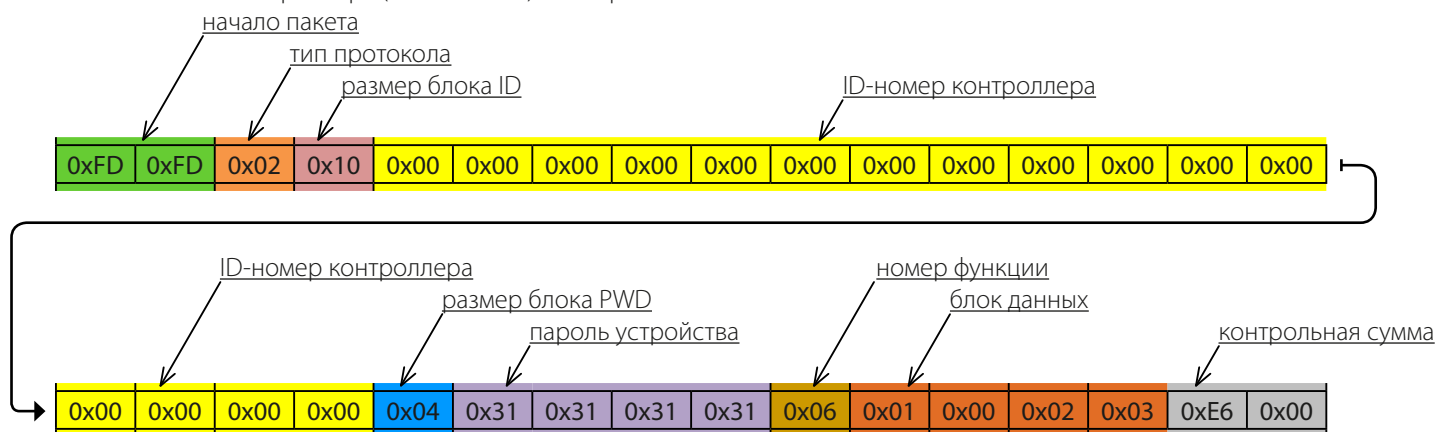 начало пакета
тип протокола
размер блока ID
ID-номер контроллера
0xFD 0xFD 0x02 0x10 0x00 0x00 0x00 0x00 0x00 0x00 0x00 0x00 0x00 0x00 0x00 0x00
ID-номер контроллера
номер функции
размер блока PWD
блок данных
пароль устройства
контрольная сумма
0x00 0x00 0x00 0x00 0x04 0x31 0x31 0x31 0x31 0x06 0x01 0x00 0x02 0x03 0xE6 0x00